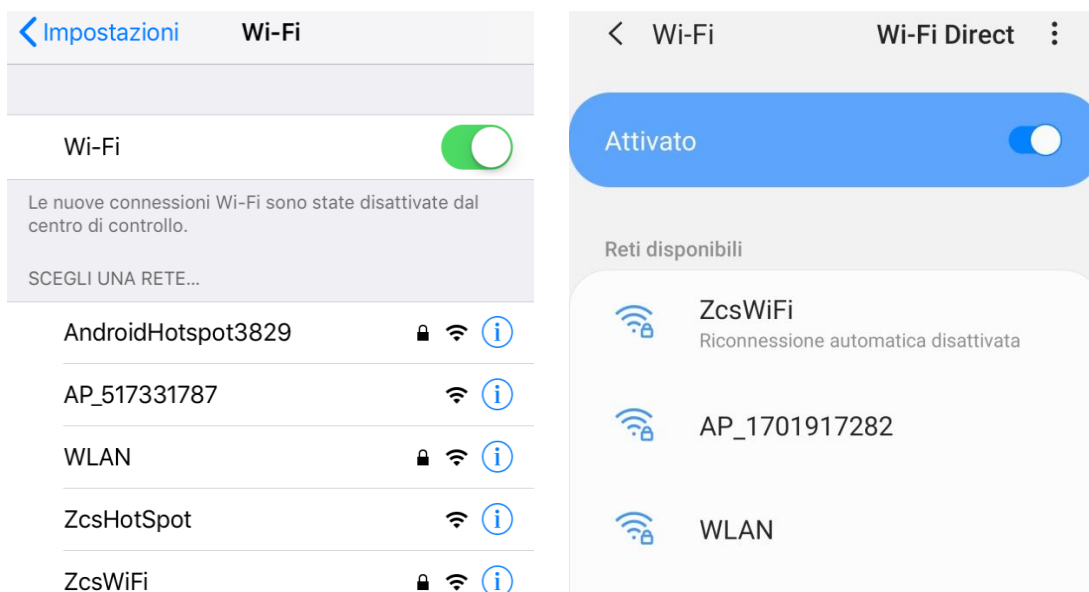 Impostazioni
Wi-Fi
Wi-Fi
Le nuove connessioni Wi-Fi sono state disattivate dal
centro di controllo.
SCEGLI UNA RETE...
AndroidHotspot3829
AP_517331787
WLAN
ZcsHotSpot
ZcsWiFi
Wi-Fi
Wi-Fi Direct
Attivato
Reti disponibili
ZcsWiFi
Riconnessione automatica disattivata
AP_1701917282
WLAN